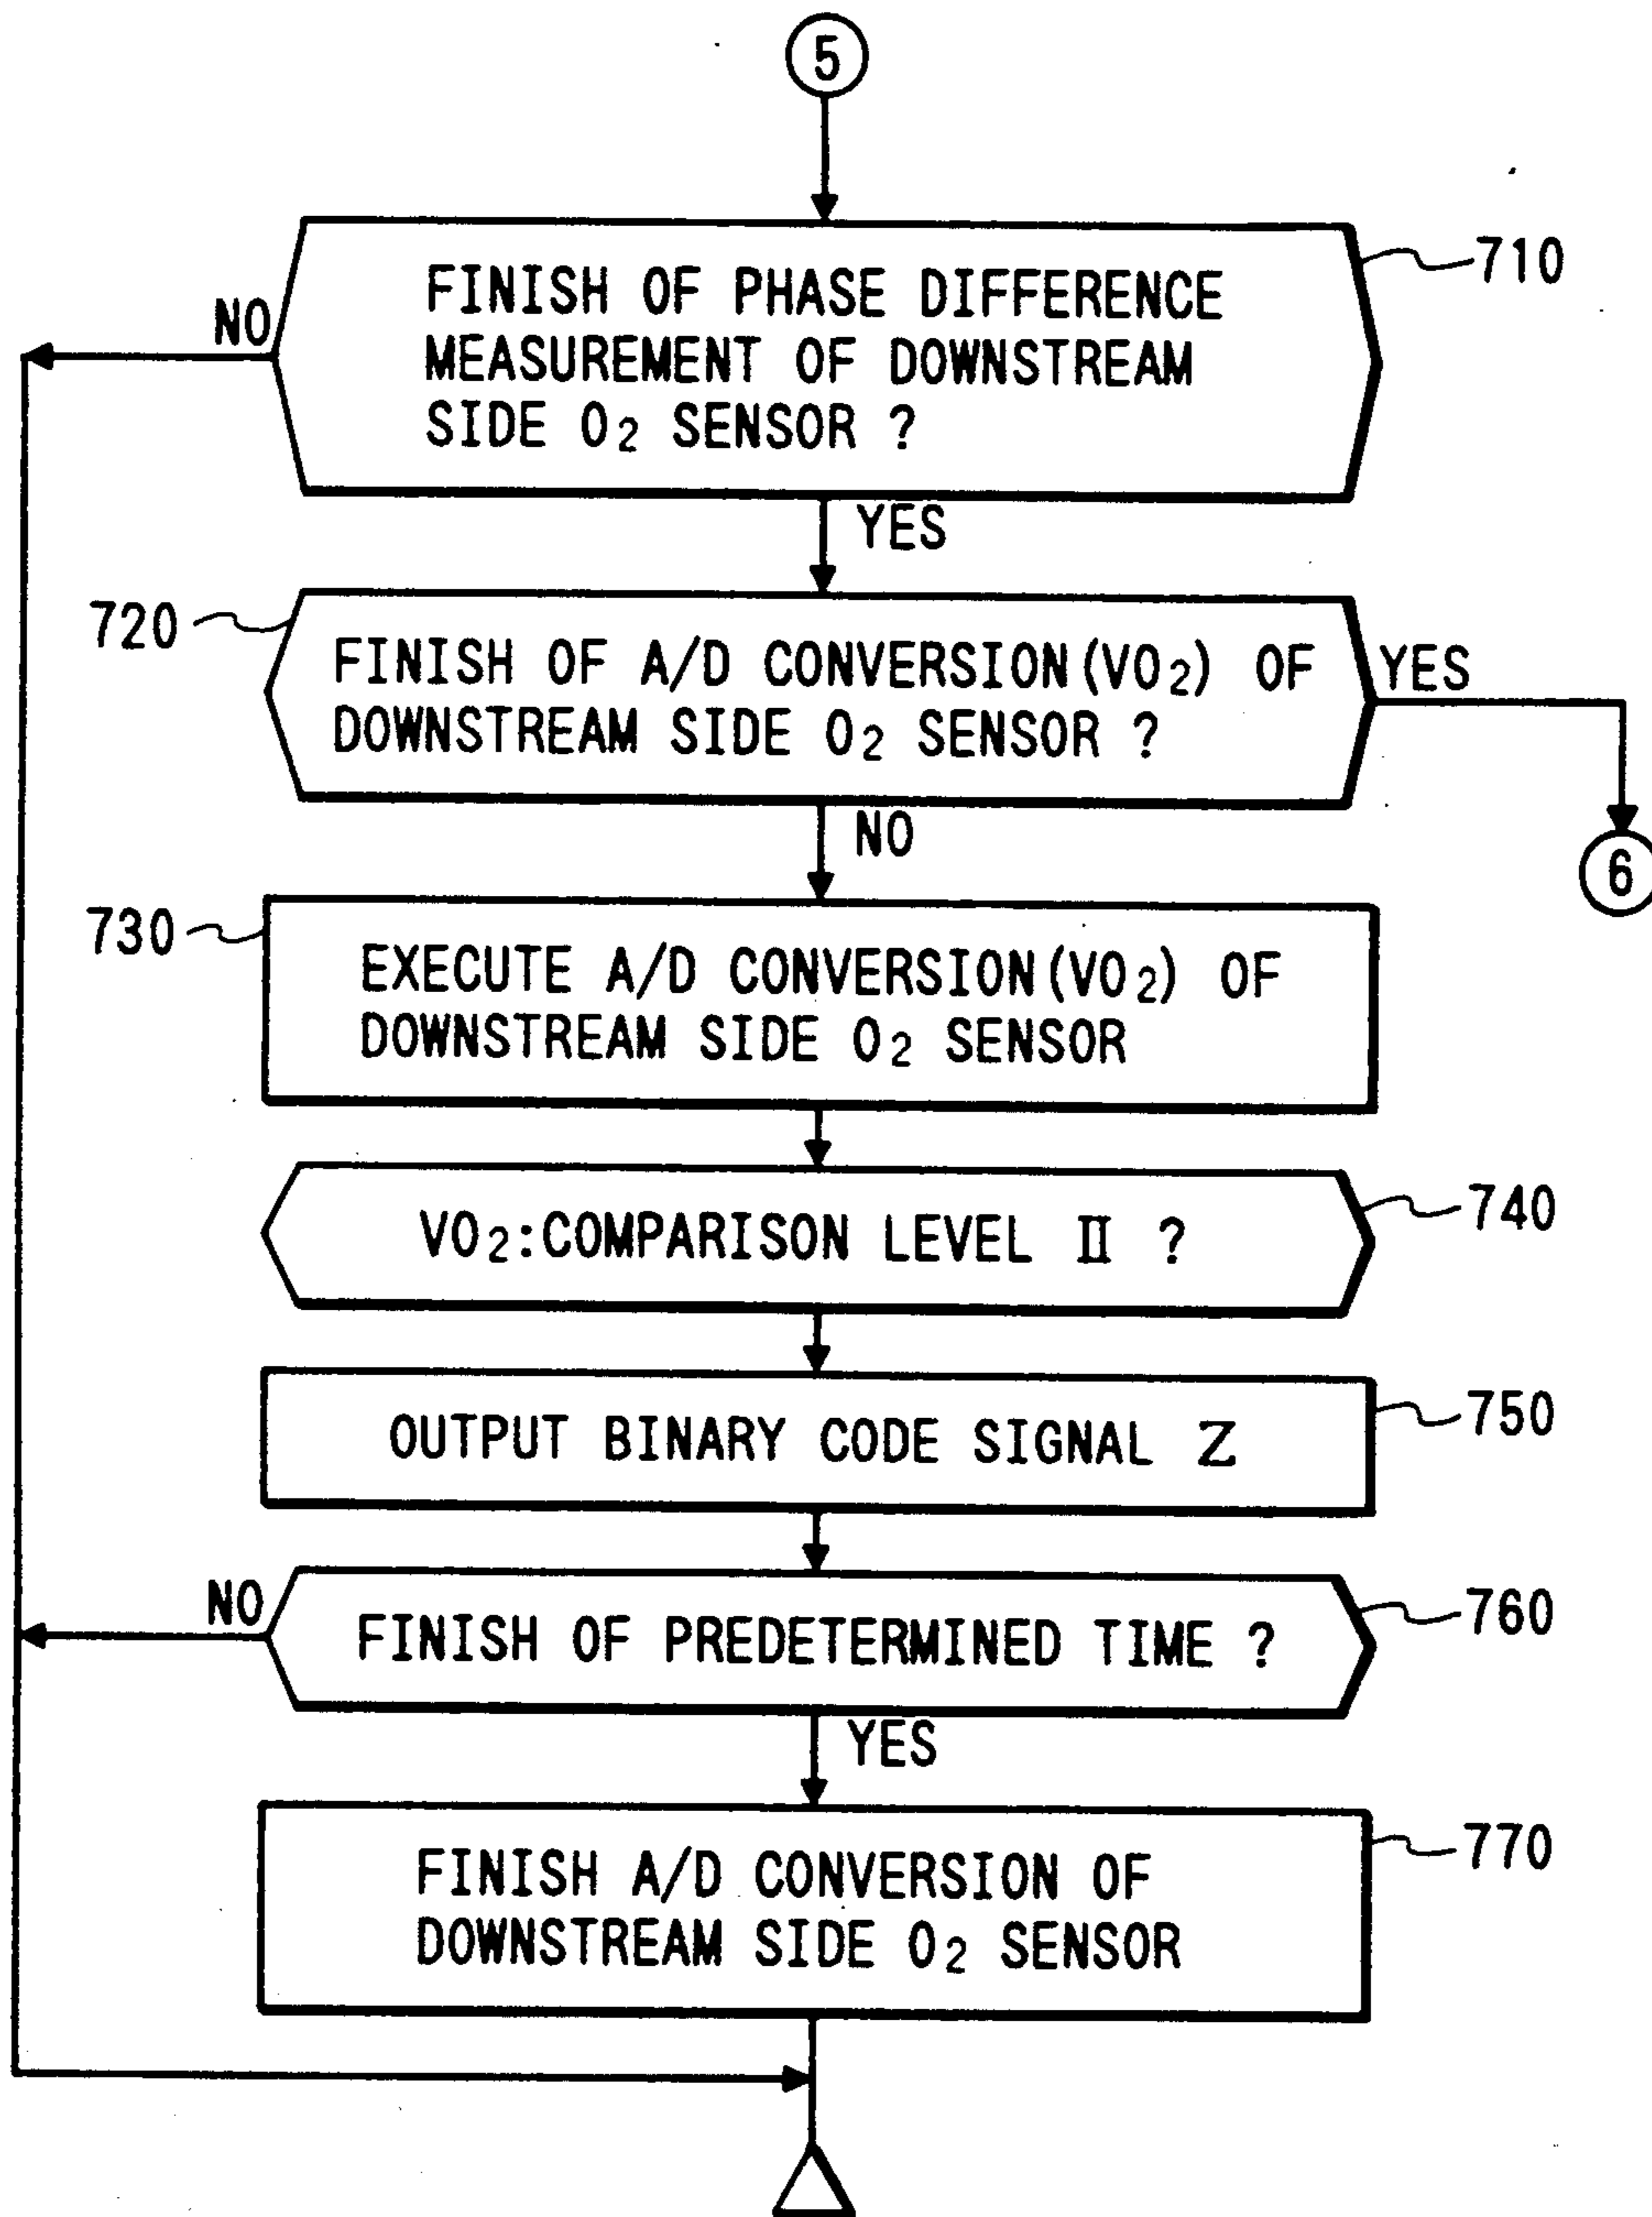 5
FINISH OF PHASE DIFFERENCE
MEASUREMENT OF DOWNSTREAM
SIDE O₂ SENSOR ?
710
NO
YES
720
FINISH OF A/D CONVERSION(VO₂) OF
DOWNSTREAM SIDE O₂ SENSOR ?
YES
6
NO
730
EXECUTE A/D CONVERSION(VO₂) OF
DOWNSTREAM SIDE O₂ SENSOR
VO₂:COMPARISON LEVEL II ?
740
OUTPUT BINARY CODE SIGNAL Z
750
NO
FINISH OF PREDETERMINED TIME ?
760
YES
FINISH A/D CONVERSION OF
DOWNSTREAM SIDE O₂ SENSOR
770